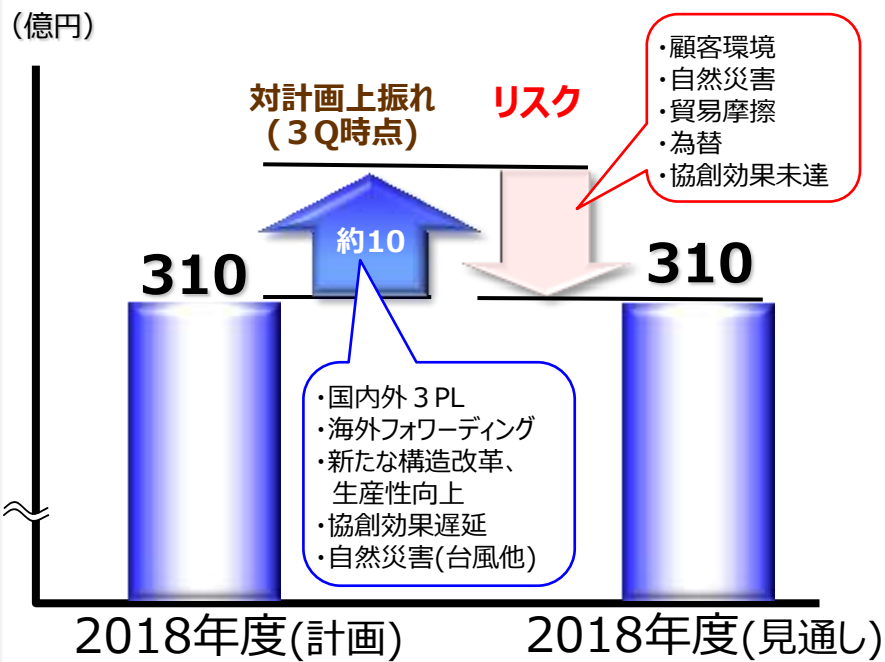 （億円）
対計画上振れ
(３Q時点)
リスク
・顧客環境
・自然災害
・貿易摩擦
・為替
・協創効果未達
約10
310
310
・国内外３PL
・海外フォワーディング
・新たな構造改革、
生産性向上
・協創効果遅延
・自然災害(台風他)
2018年度(計画)
2018年度(見通し)